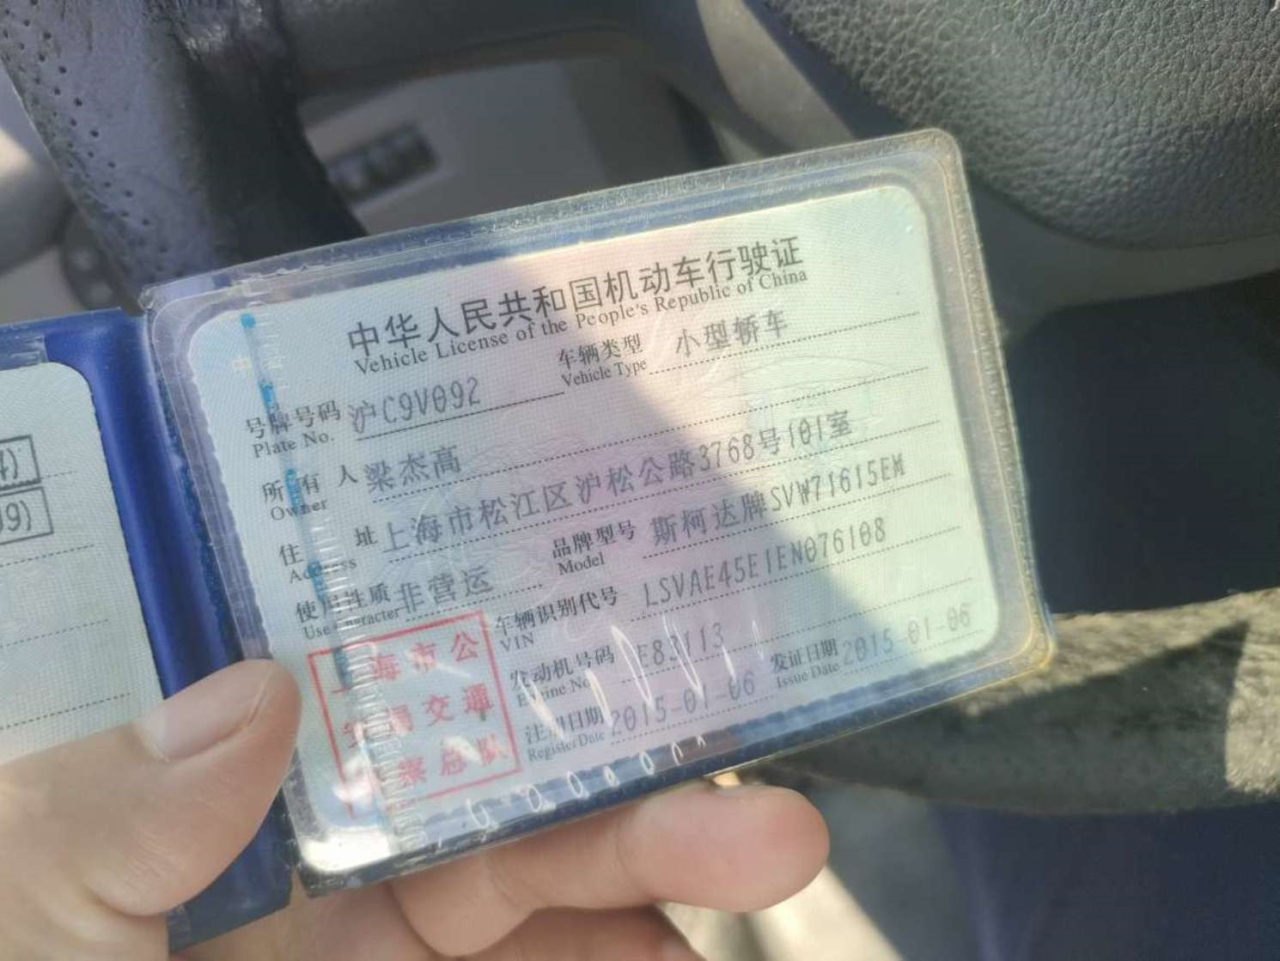 中华人民共和国机动车行驶证
Vehicle License of the People's Republic of China
号牌号码 沪C9V092 车辆类型 小型轿车
Plate No. Vehicle Type
所有人 梁杰高
Owner
住址 上海市松江区沪松公路3768号101室
Address
使用性质 非营运 品牌型号 斯柯达牌SVW71615EM
Use Character Model
车辆识别代号 LSVAE45E1EN076108
VIN
发动机号码 E83113
Engine No.
注册日期 2015-01-06 发证日期 2015-01-06
Register Date Issue Date
上海市公
安局交通
警察总队